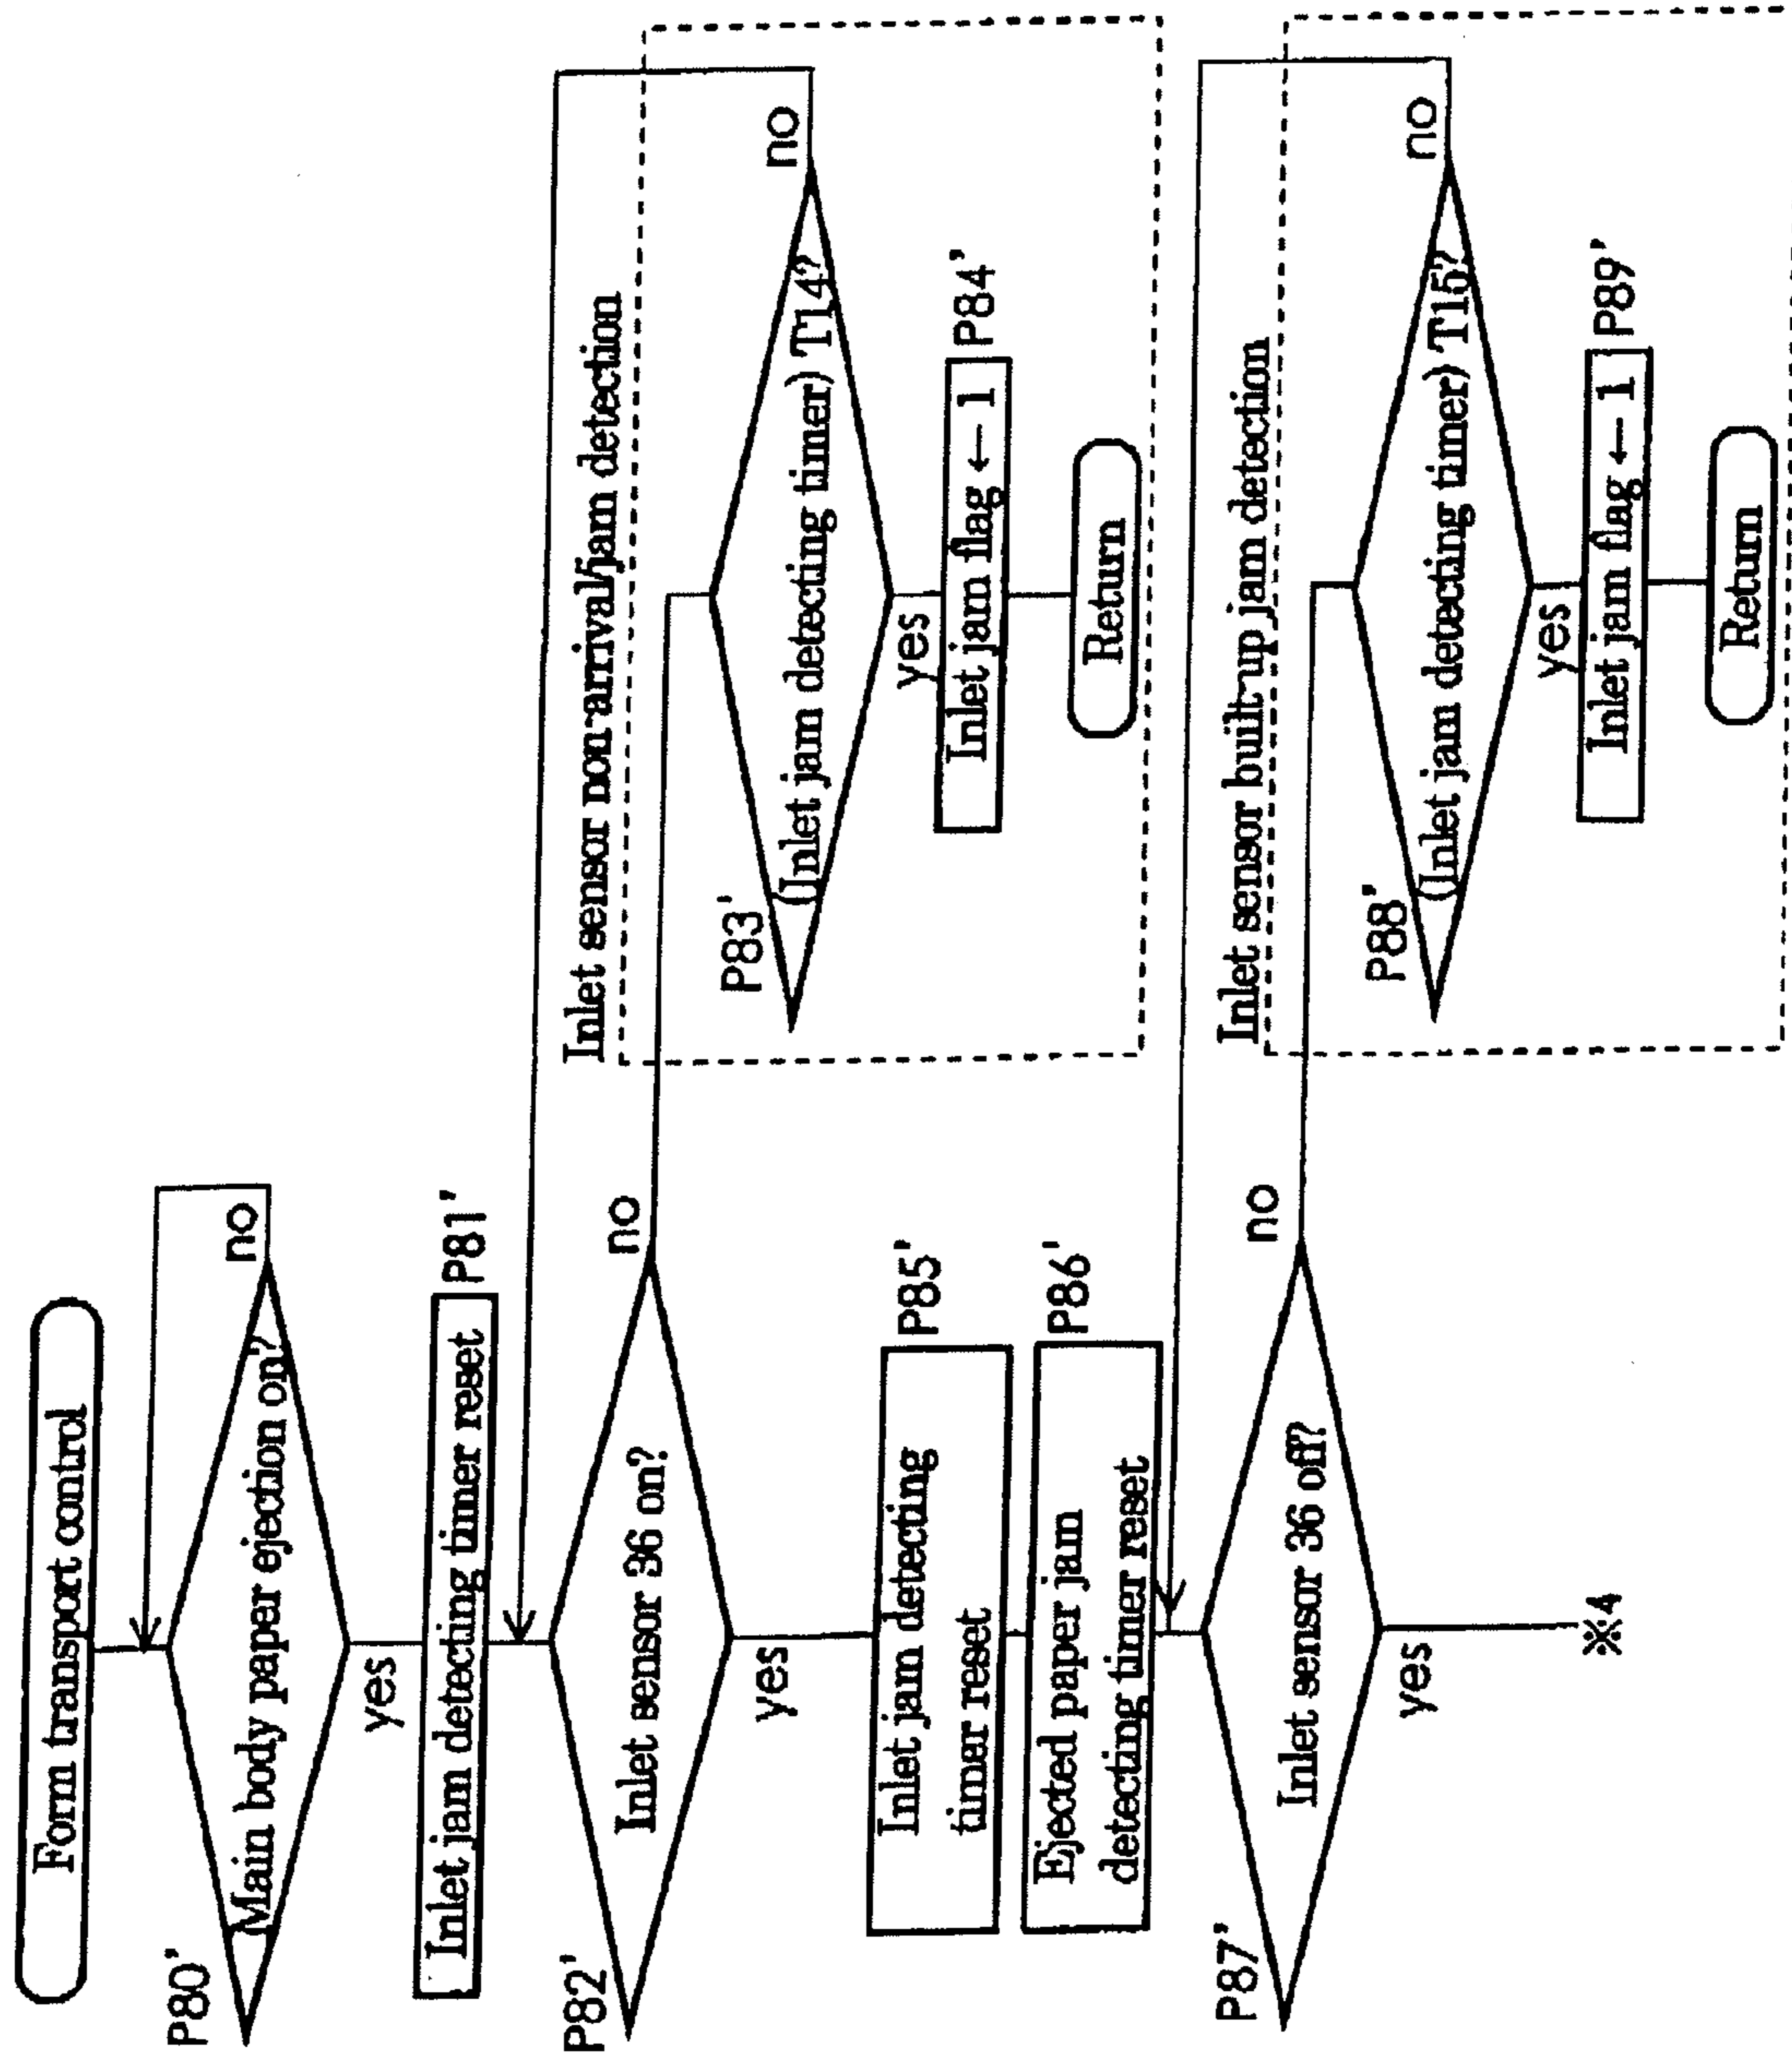 Form transport control
P80'
Main body paper ejection on?
no
yes
Inlet jam detecting timer reset
P81'
P82'
Inlet sensor 36 on?
no
yes
Inlet sensor non-arrival/jam detection
P83'
(Inlet jam detecting timer) T14?
no
yes
Inlet jam flag ← 1
P84'
Return
Inlet jam detecting
timer reset
P85'
Ejected paper jam
detecting timer reset
P86'
P87'
Inlet sensor 36 off?
no
yes
※4
Inlet sensor built-up jam detection
P88'
(Inlet jam detecting timer) T15?
no
yes
Inlet jam flag ← 1
P89'
Return